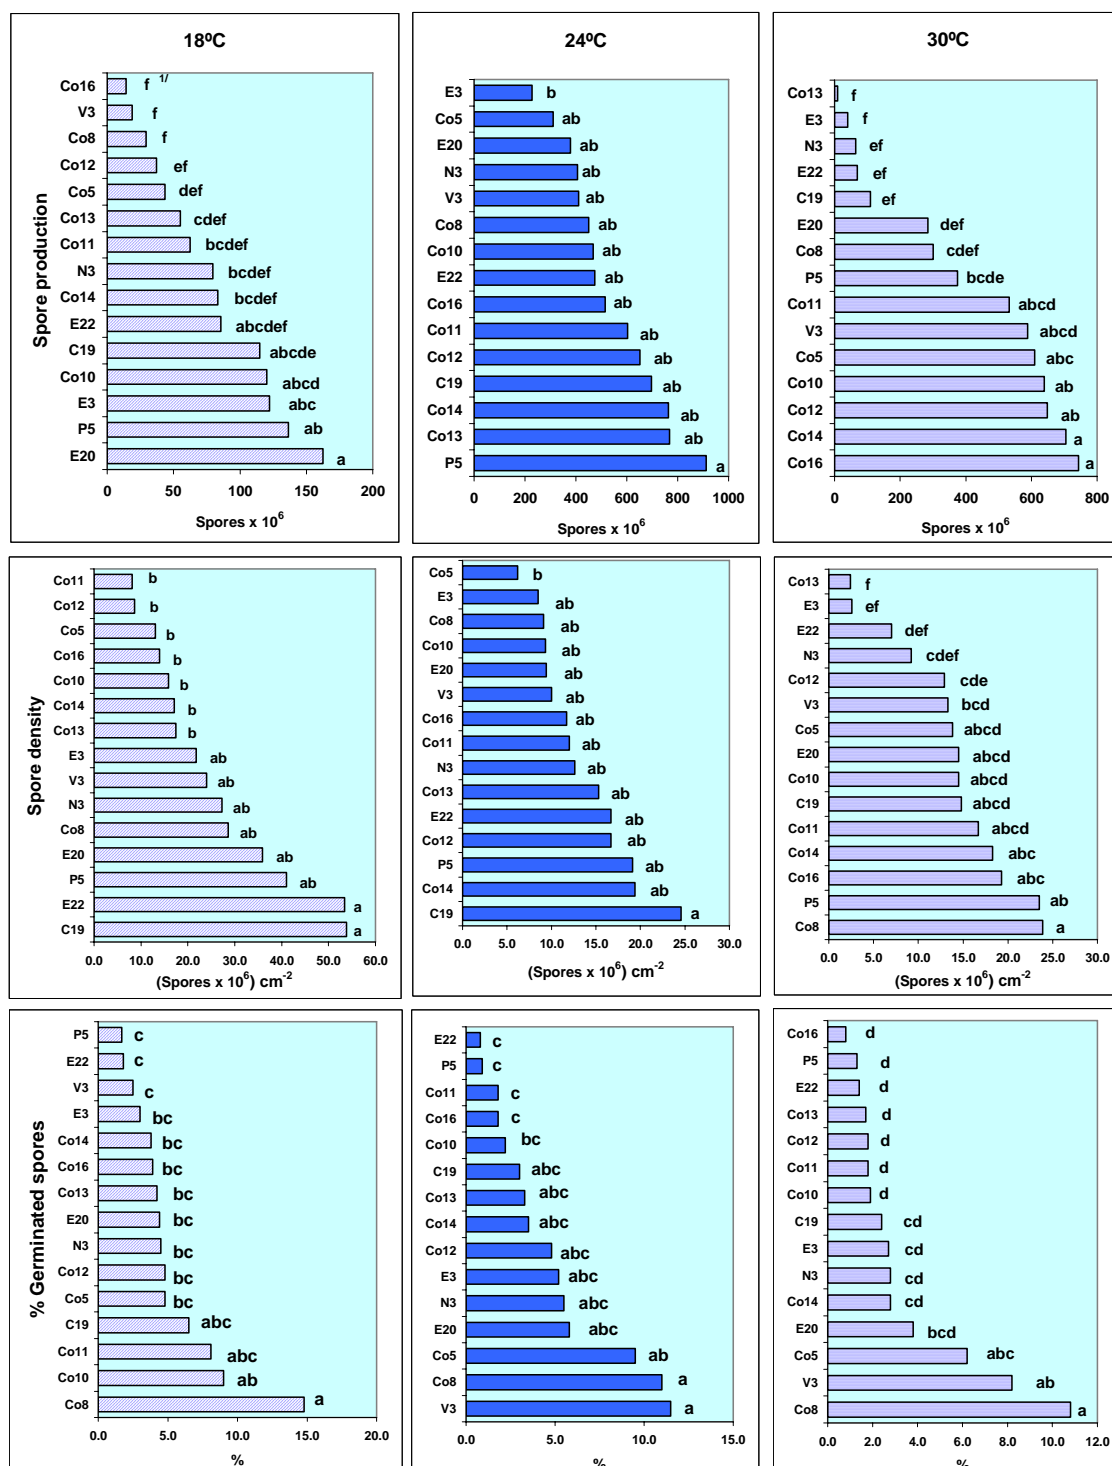 18ºC
Spore production
Co16 f 1/
V3 f
Co8 f
Co12 ef
Co5 def
Co13 cdef
Co11 bcdef
N3 bcdef
Co14 bcdef
E22 abcdef
C19 abcde
Co10 abcd
E3 abc
P5 ab
E20 a
0 50 100 150 200
Spores x 10⁶
24ºC
E3 b
Co5 ab
E20 ab
N3 ab
V3 ab
Co8 ab
Co10 ab
E22 ab
Co16 ab
Co11 ab
Co12 ab
C19 ab
Co14 ab
Co13 ab
P5 a
0 200 400 600 800 1000
Spores x 10⁶
30ºC
Co13 f
E3 f
N3 ef
E22 ef
C19 ef
E20 def
Co8 cdef
P5 bcde
Co11 abcd
V3 abcd
Co5 abc
Co10 ab
Co12 ab
Co14 a
Co16 a
0 200 400 600 800
Spores x 10⁶
Spore density
Co11 b
Co12 b
Co5 b
Co16 b
Co10 b
Co14 b
Co13 b
E3 ab
V3 ab
N3 ab
Co8 ab
E20 ab
P5 ab
E22 a
C19 a
0.0 10.0 20.0 30.0 40.0 50.0 60.0
(Spores x 10⁶) cm⁻²
Co5 b
E3 ab
Co8 ab
Co10 ab
E20 ab
V3 ab
Co16 ab
Co11 ab
N3 ab
Co13 ab
E22 ab
Co12 ab
P5 ab
Co14 ab
C19 a
0.0 5.0 10.0 15.0 20.0 25.0 30.0
(Spores x 10⁶) cm⁻²
Co13 f
E3 ef
E22 def
N3 cdef
Co12 cde
V3 bcd
Co5 abcd
E20 abcd
Co10 abcd
C19 abcd
Co11 abcd
Co14 abc
Co16 abc
P5 ab
Co8 a
0.0 5.0 10.0 15.0 20.0 25.0 30.0
(Spores x 10⁶) cm⁻²
% Germinated spores
P5 c
E22 c
V3 c
E3 bc
Co14 bc
Co16 bc
Co13 bc
E20 bc
N3 bc
Co12 bc
Co5 bc
C19 abc
Co11 abc
Co10 ab
Co8 a
0.0 5.0 10.0 15.0 20.0
%
E22 c
P5 c
Co11 c
Co16 c
Co10 bc
C19 abc
Co13 abc
Co14 abc
Co12 abc
E3 abc
N3 abc
E20 abc
Co5 ab
Co8 a
V3 a
0.0 5.0 10.0 15.0
%
Co16 d
P5 d
E22 d
Co13 d
Co12 d
Co11 d
Co10 d
C19 cd
E3 cd
N3 cd
Co14 cd
E20 bcd
Co5 abc
V3 ab
Co8 a
0.0 2.0 4.0 6.0 8.0 10.0 12.0
%